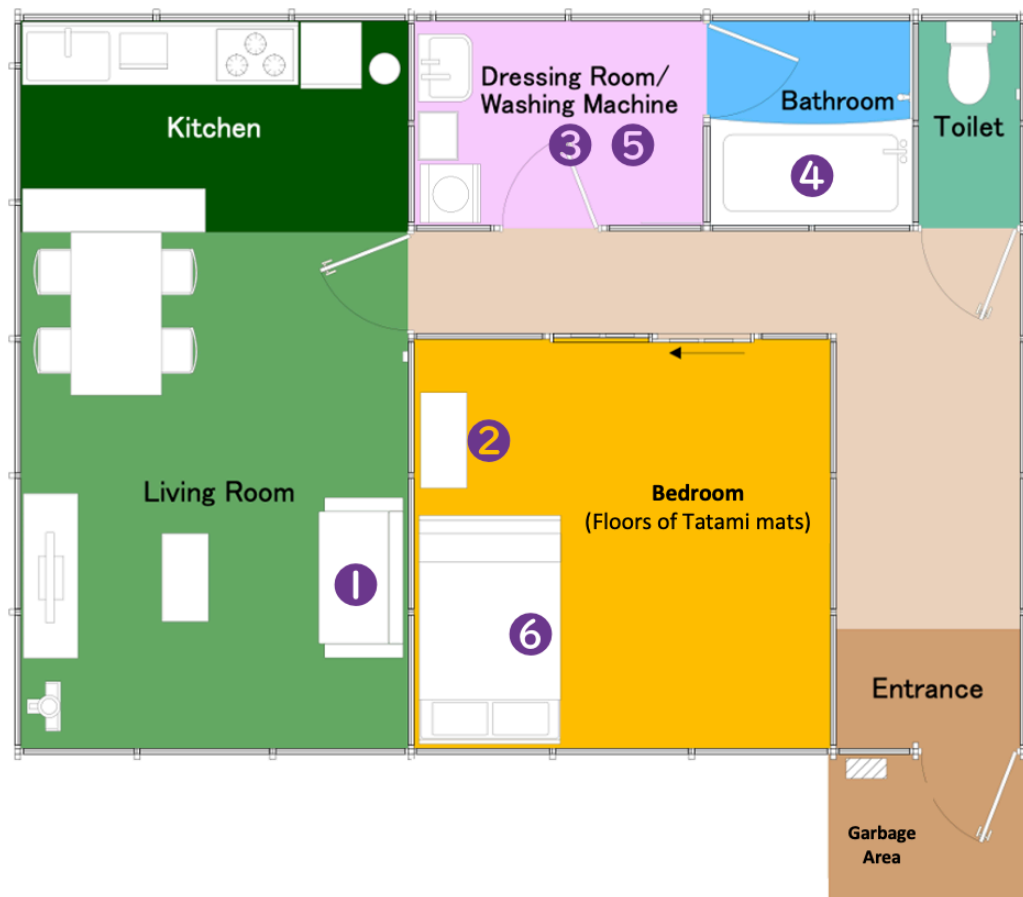 Kitchen
Dressing Room/
Washing Machine
3 5
Bathroom
4
Toilet
Living Room
1
2
Bedroom
(Floors of Tatami mats)
6
Entrance
Garbage
Area